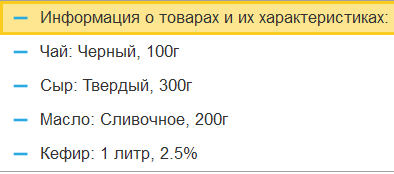 Информация о товарах и их характеристиках:
Чай: Черный, 100г
Сыр: Твердый, 300г
Масло: Сливочное, 200г
Кефир: 1 литр, 2.5%